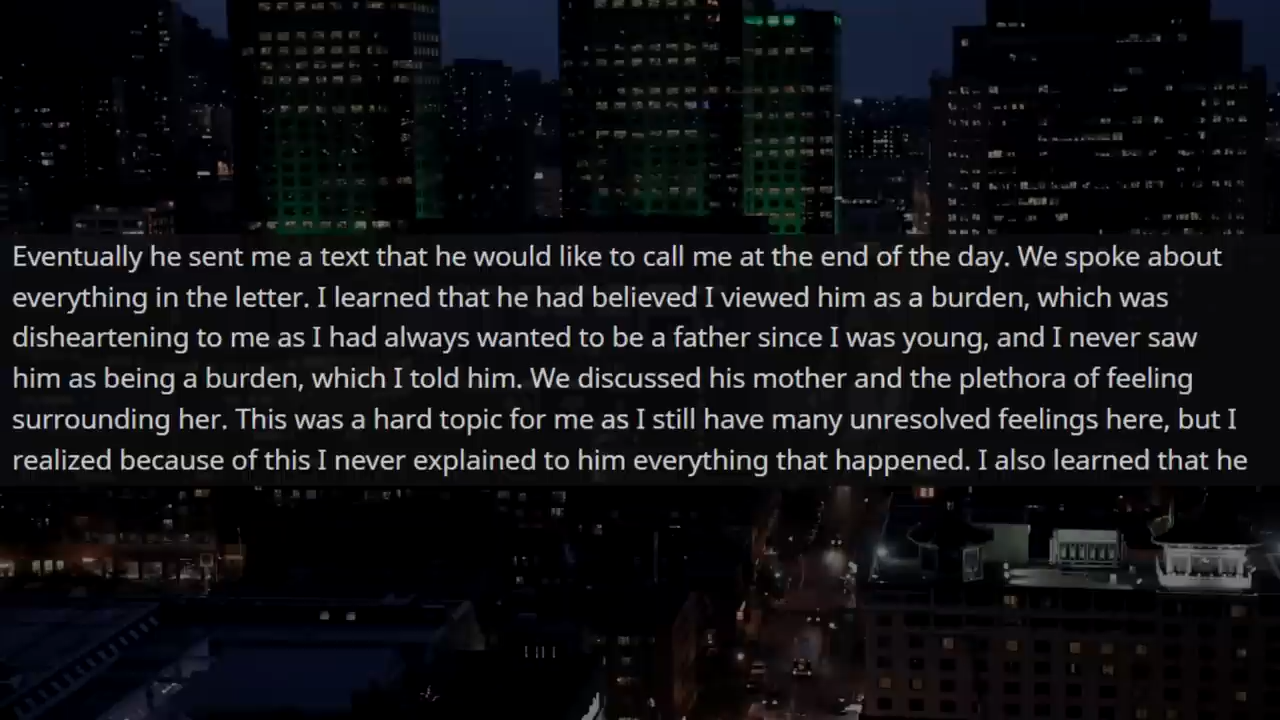 Eventually he sent me a text that he would like to call me at the end of the day. We spoke about
everything in the letter. I learned that he had believed I viewed him as a burden, which was
disheartening to me as I had always wanted to be a father since I was young, and I never saw
him as being a burden, which I told him. We discussed his mother and the plethora of feeling
surrounding her. This was a hard topic for me as I still have many unresolved feelings here, but I
realized because of this I never explained to him everything that happened. I also learned that he